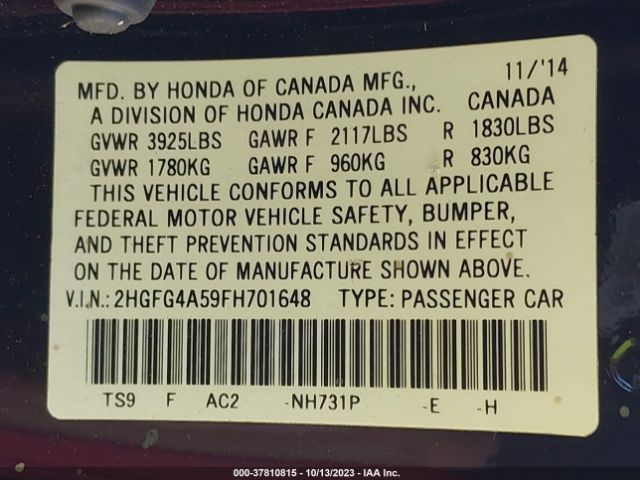 11/'14
MFD. BY HONDA OF CANADA MFG.,
A DIVISION OF HONDA CANADA INC. CANADA
GVWR 3925LBS GAWR F 2117LBS R 1830LBS
GVWR 1780KG GAWR F 960KG R 830KG
THIS VEHICLE CONFORMS TO ALL APPLICABLE
FEDERAL MOTOR VEHICLE SAFETY, BUMPER,
AND THEFT PREVENTION STANDARDS IN EFFECT
ON THE DATE OF MANUFACTURE SHOWN ABOVE.
V.I.N.: 2HGFG4A59FH701648 TYPE: PASSENGER CAR
TS9 F AC2 -NH731P -E -H
000-37810815 - 10/13/2023 - IAA Inc.